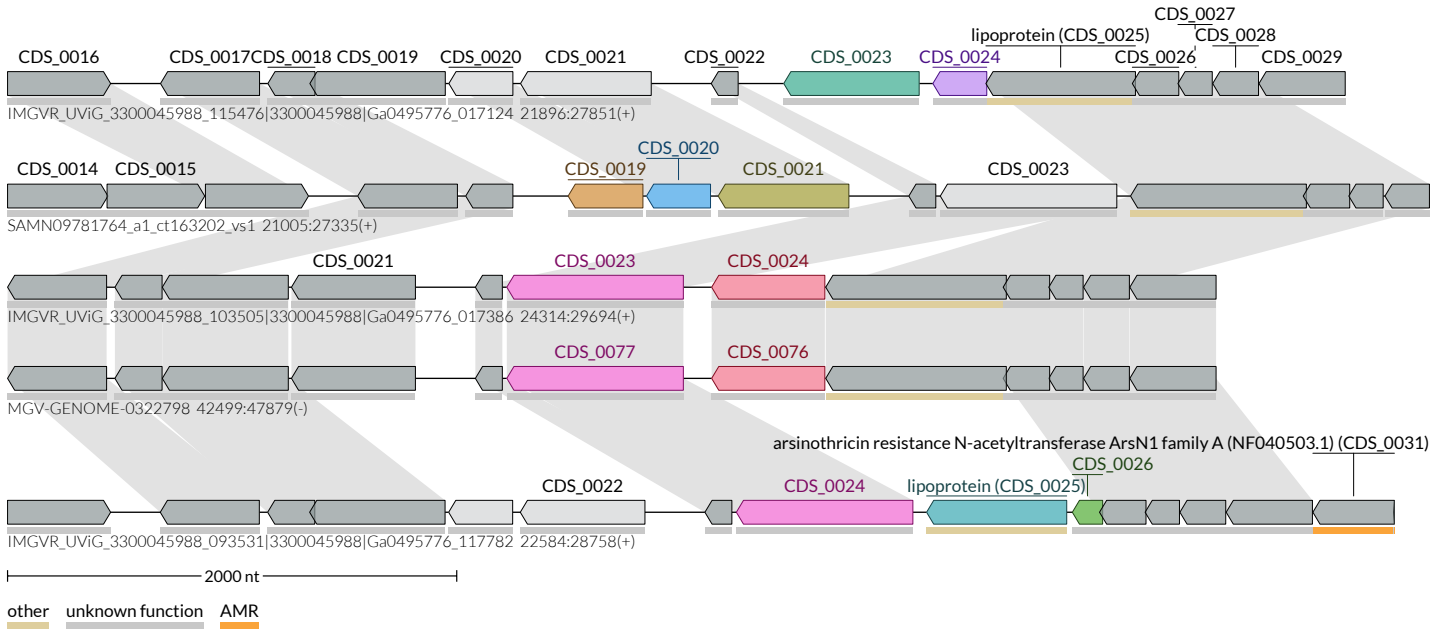 CDS_0027
lipoprotein (CDS_0025) CDS_0028
CDS_0016 CDS_0017 CDS_0018 CDS_0019 CDS_0020 CDS_0021 CDS_0022 CDS_0023 CDS_0024 CDS_0026 CDS_0029
IMGVR_UViG_3300045988_115476|3300045988|Ga0495776_017124 21896:27851(+)
CDS_0020
CDS_0014 CDS_0015 CDS_0019 CDS_0021 CDS_0023
SAMN09781764_a1_ct163202_vs1 21005:27335(+)
CDS_0021 CDS_0023 CDS_0024
IMGVR_UViG_3300045988_103505|3300045988|Ga0495776_017386 24314:29694(+)
CDS_0077 CDS_0076
MGV-GENOME-0322798 42499:47879(-)
arsinothricin resistance N-acetyltransferase ArsN1 family A (NF040503.1) (CDS_0031)
CDS_0026
CDS_0022 CDS_0024 lipoprotein (CDS_0025)
IMGVR_UViG_3300045988_093531|3300045988|Ga0495776_117782 22584:28758(+)
2000 nt
other unknown function AMR